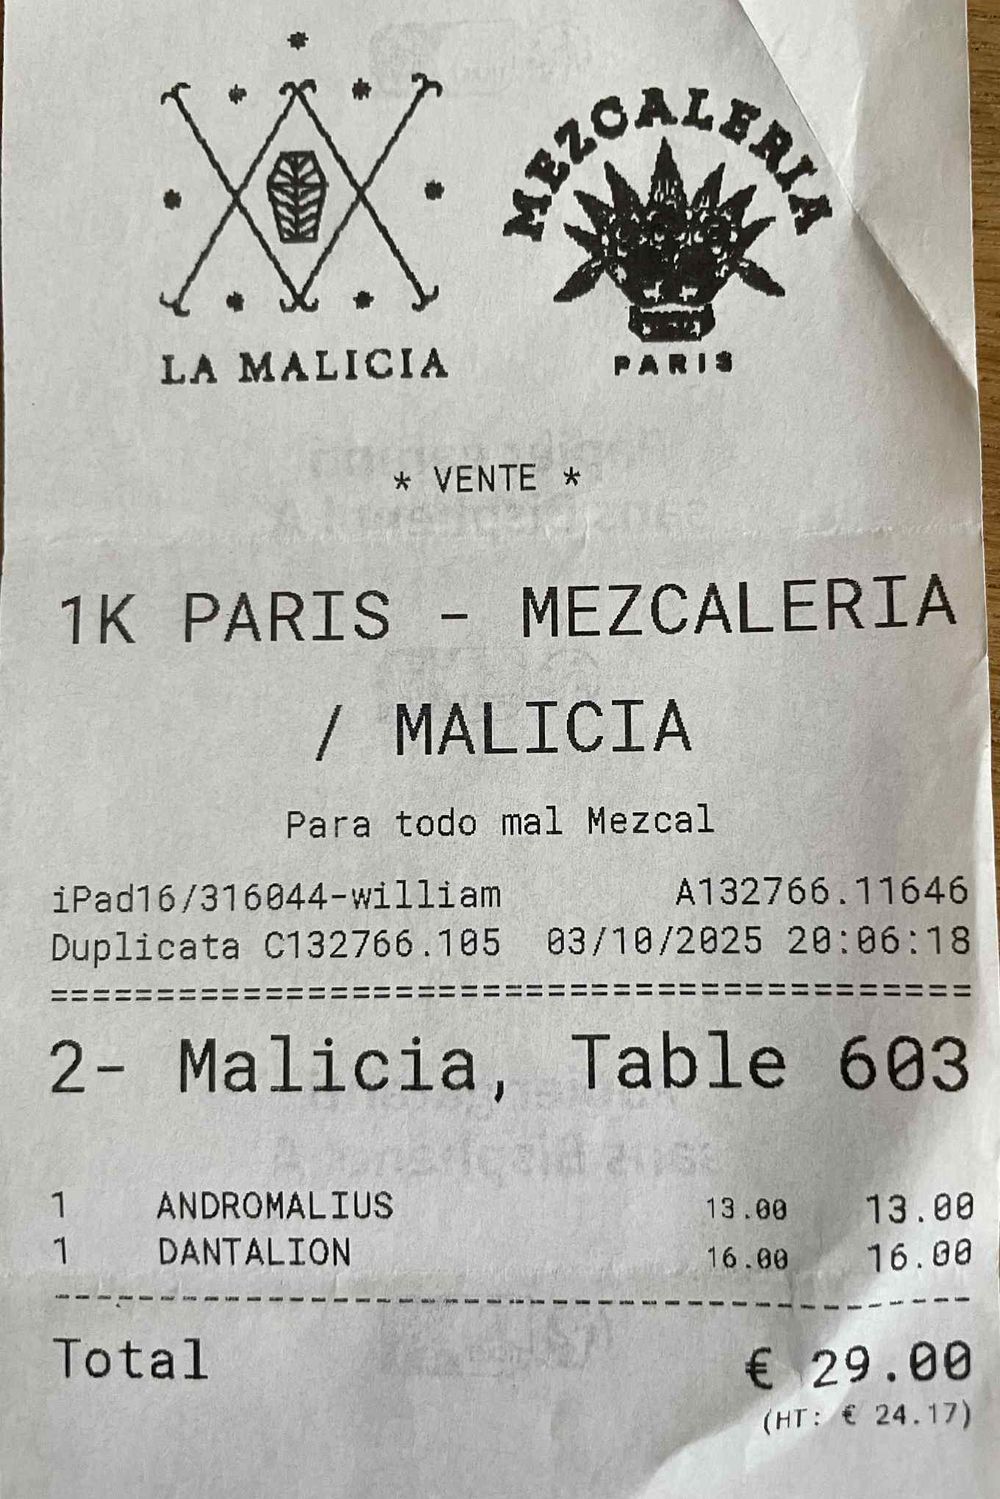 LA MALICIA
MEZCALERIA
PARIS
* VENTE *
1K PARIS - MEZCALERIA
/ MALICIA
Para todo mal Mezcal
iPad16/316044-william A132766.11646
Duplicata C132766.105 03/10/2025 20:06:18
============================================
2- Malicia, Table 603
1 ANDROMALIUS 13.00 13.00
1 DANTALION 16.00 16.00
--------------------------------------------
Total € 29.00
(HT: € 24.17)